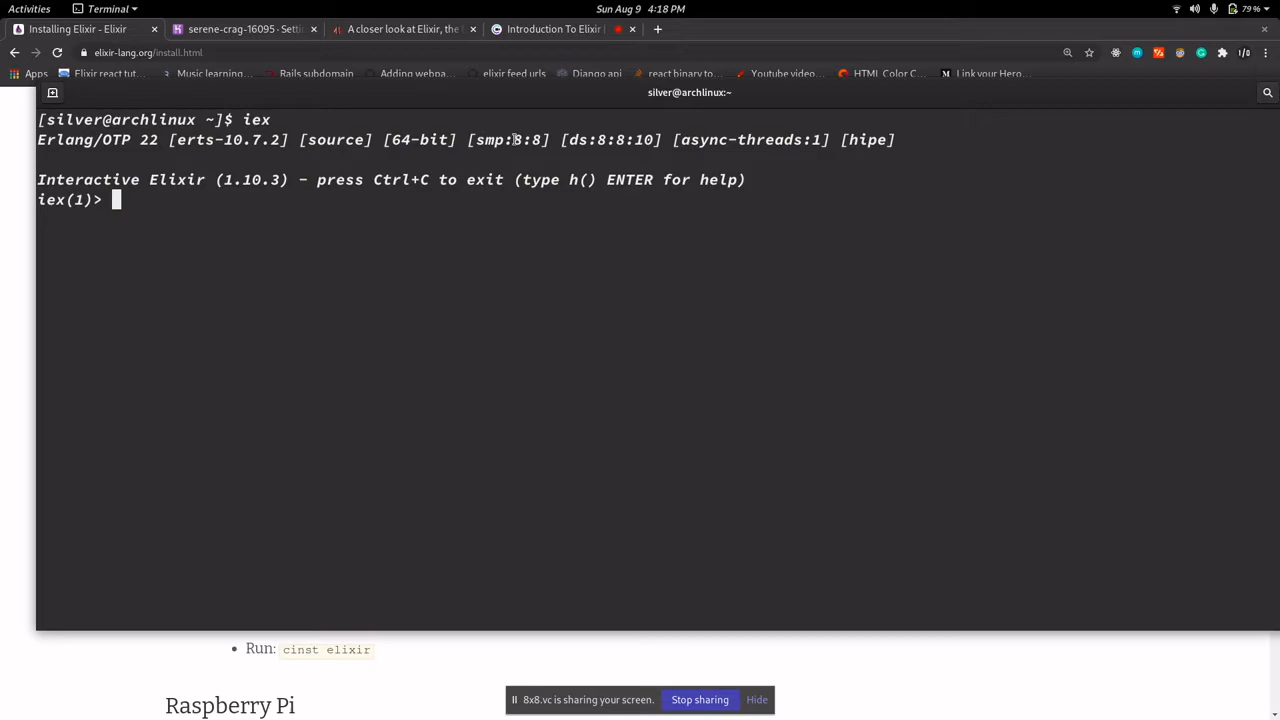 Activities
Terminal
Sun Aug 9 4:18 PM
79%
Installing Elixir - Elixir
serene-crag-16095 · Setti
A closer look at Elixir, the
Introduction To Elixir
elixir-lang.org/install.html
Apps
Elixir react tut...
Music learning...
Rails subdomain
Adding webpa...
elixir feed urls
Django api
react binary to...
Youtube video...
HTML Color C...
Link your Hero...
silver@archlinux:~
[silver@archlinux ~]$ iex
Erlang/OTP 22 [erts-10.7.2] [source] [64-bit] [smp:8:8] [ds:8:8:10] [async-threads:1] [hipe]
Interactive Elixir (1.10.3) - press Ctrl+C to exit (type h() ENTER for help)
iex(1)>
Run: cinst elixir
Raspberry Pi
8x8.vc is sharing your screen.
Stop sharing
Hide